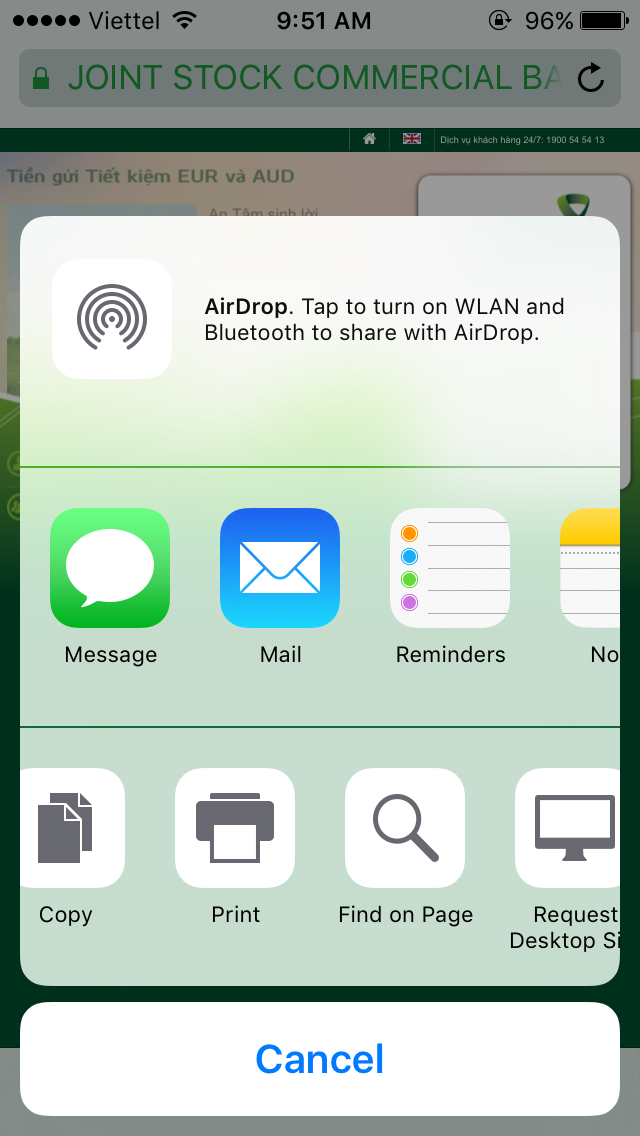 Viettel 9:51 AM 96%
JOINT STOCK COMMERCIAL BA
Dịch vụ khách hàng 24/7: 1900 54 54 13
Tiền gửi Tiết kiệm EUR và AUD
An Tâm sinh lời
AirDrop. Tap to turn on WLAN and
Bluetooth to share with AirDrop.
Message Mail Reminders No
Copy Print Find on Page Request
Desktop Si
Cancel